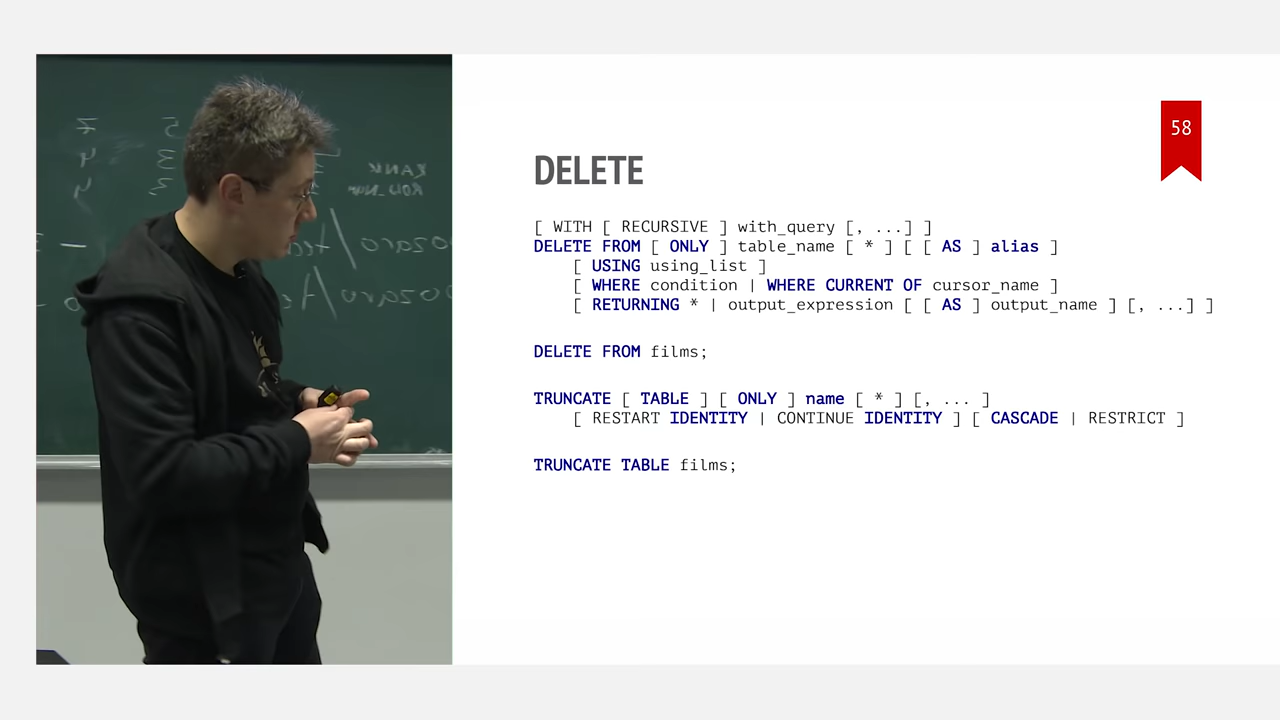 58
DELETE
[ WITH [ RECURSIVE ] with_query [, ...] ]
DELETE FROM [ ONLY ] table_name [ * ] [ [ AS ] alias ]
[ USING using_list ]
[ WHERE condition | WHERE CURRENT OF cursor_name ]
[ RETURNING * | output_expression [ [ AS ] output_name ] [, ...] ]
DELETE FROM films;
TRUNCATE [ TABLE ] [ ONLY ] name [ * ] [, ... ]
[ RESTART IDENTITY | CONTINUE IDENTITY ] [ CASCADE | RESTRICT ]
TRUNCATE TABLE films;
RANK
ROW_NUM